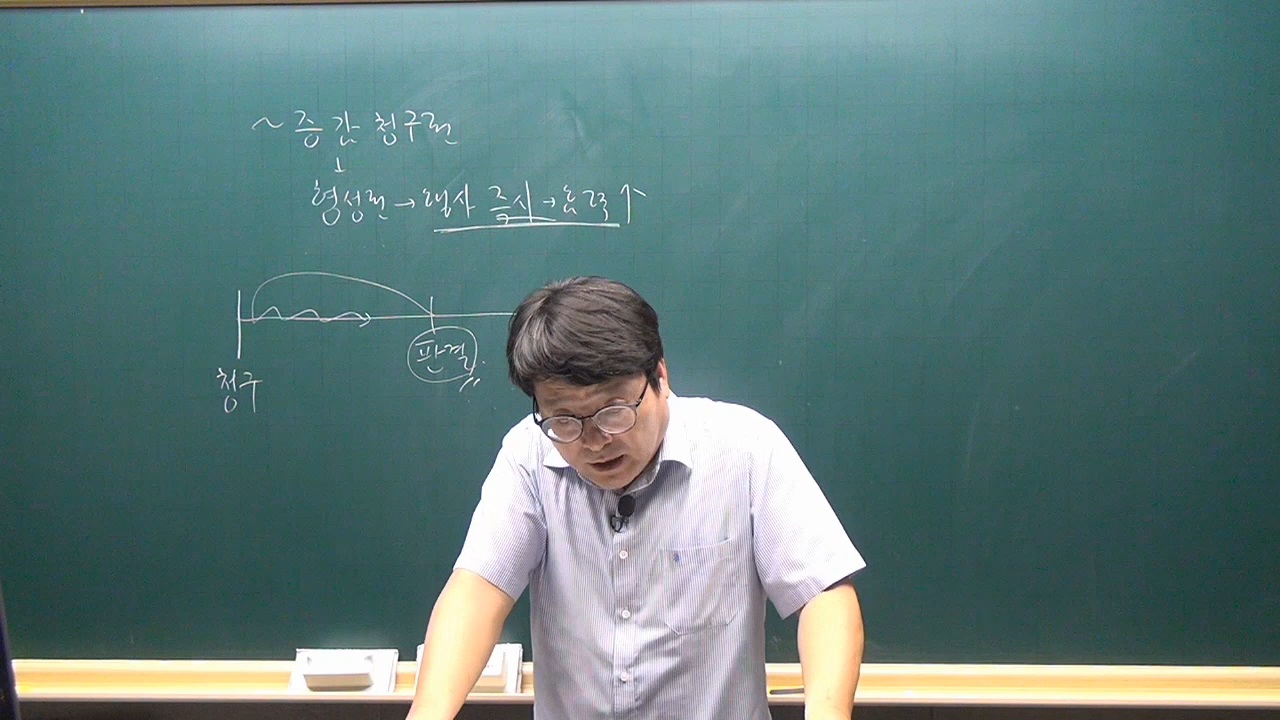 ~증감 청구권
↓
형성권 → 행사 즉시 → 효력 ↑
청구
판결